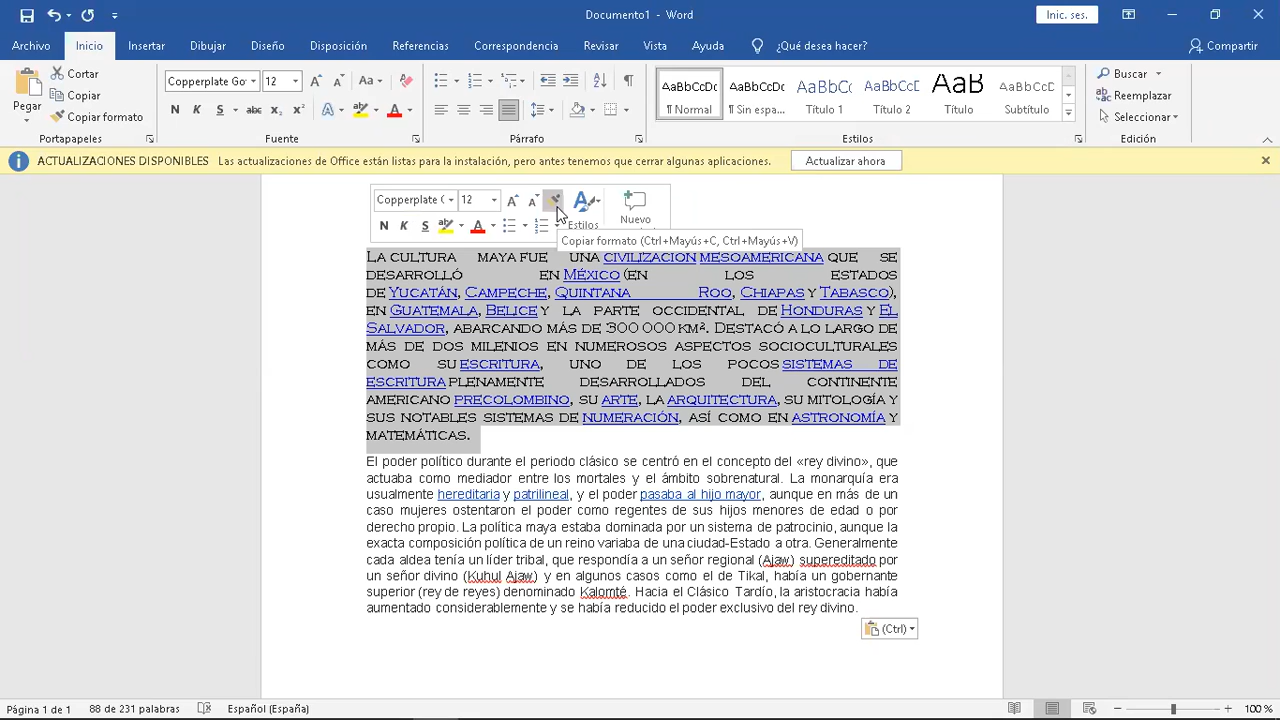 Documento1 - Word
Inic. ses.
Archivo Inicio Insertar Dibujar Diseño Disposición Referencias Correspondencia Revisar Vista Ayuda ¿Qué desea hacer? Compartir
Pegar
Cortar
Copiar
Copiar formato
Portapapeles
Copperplate Go 12 Aa
N K S abc x₂ x² A A
Fuente
Párrafo
AaBbCc AaBbCcDc AaBbC AaBbCcD AaB AaBbCcD
¶ Normal ¶ Sin espa... Título 1 Título 2 Título Subtítulo
Estilos
Buscar
Reemplazar
Seleccionar
Edición
ACTUALIZACIONES DISPONIBLES Las actualizaciones de Office están listas para la instalación, pero antes tenemos que cerrar algunas aplicaciones. Actualizar ahora
Copperplate G 12
N K S A Estilos Nuevo
Copiar formato (Ctrl+Mayús+C, Ctrl+Mayús+V)
LA CULTURA MAYA FUE UNA CIVILIZACIÓN MESOAMERICANA QUE SE
DESARROLLÓ EN MÉXICO (EN LOS ESTADOS
DE YUCATÁN, CAMPECHE, QUINTANA ROO, CHIAPAS Y TABASCO),
EN GUATEMALA, BELICE Y LA PARTE OCCIDENTAL DE HONDURAS Y EL
SALVADOR, ABARCANDO MÁS DE 300 000 KM². DESTACÓ A LO LARGO DE
MÁS DE DOS MILENIOS EN NUMEROSOS ASPECTOS SOCIOCULTURALES
COMO SU ESCRITURA, UNO DE LOS POCOS SISTEMAS DE
ESCRITURA PLENAMENTE DESARROLLADOS DEL CONTINENTE
AMERICANO PRECOLOMBINO, SU ARTE, LA ARQUITECTURA, SU MITOLOGÍA Y
SUS NOTABLES SISTEMAS DE NUMERACIÓN, ASÍ COMO EN ASTRONOMÍA Y
MATEMÁTICAS.
El poder político durante el periodo clásico se centró en el concepto del «rey divino», que
actuaba como mediador entre los mortales y el ámbito sobrenatural. La monarquía era
usualmente hereditaria y patrilineal, y el poder pasaba al hijo mayor, aunque en más de un
caso mujeres ostentaron el poder como regentes de sus hijos menores de edad o por
derecho propio. La política maya estaba dominada por un sistema de patrocinio, aunque la
exacta composición política de un reino variaba de una ciudad-Estado a otra. Generalmente
cada aldea tenía un líder tribal, que respondía a un señor regional (Ajaw) supereditado por
un señor divino (Kuhul Ajaw) y en algunos casos como el de Tikal, había un gobernante
superior (rey de reyes) denominado Kalomté. Hacia el Clásico Tardío, la aristocracia había
aumentado considerablemente y se había reducido el poder exclusivo del rey divino.
(Ctrl)
Página 1 de 1 88 de 231 palabras Español (España) 100 %